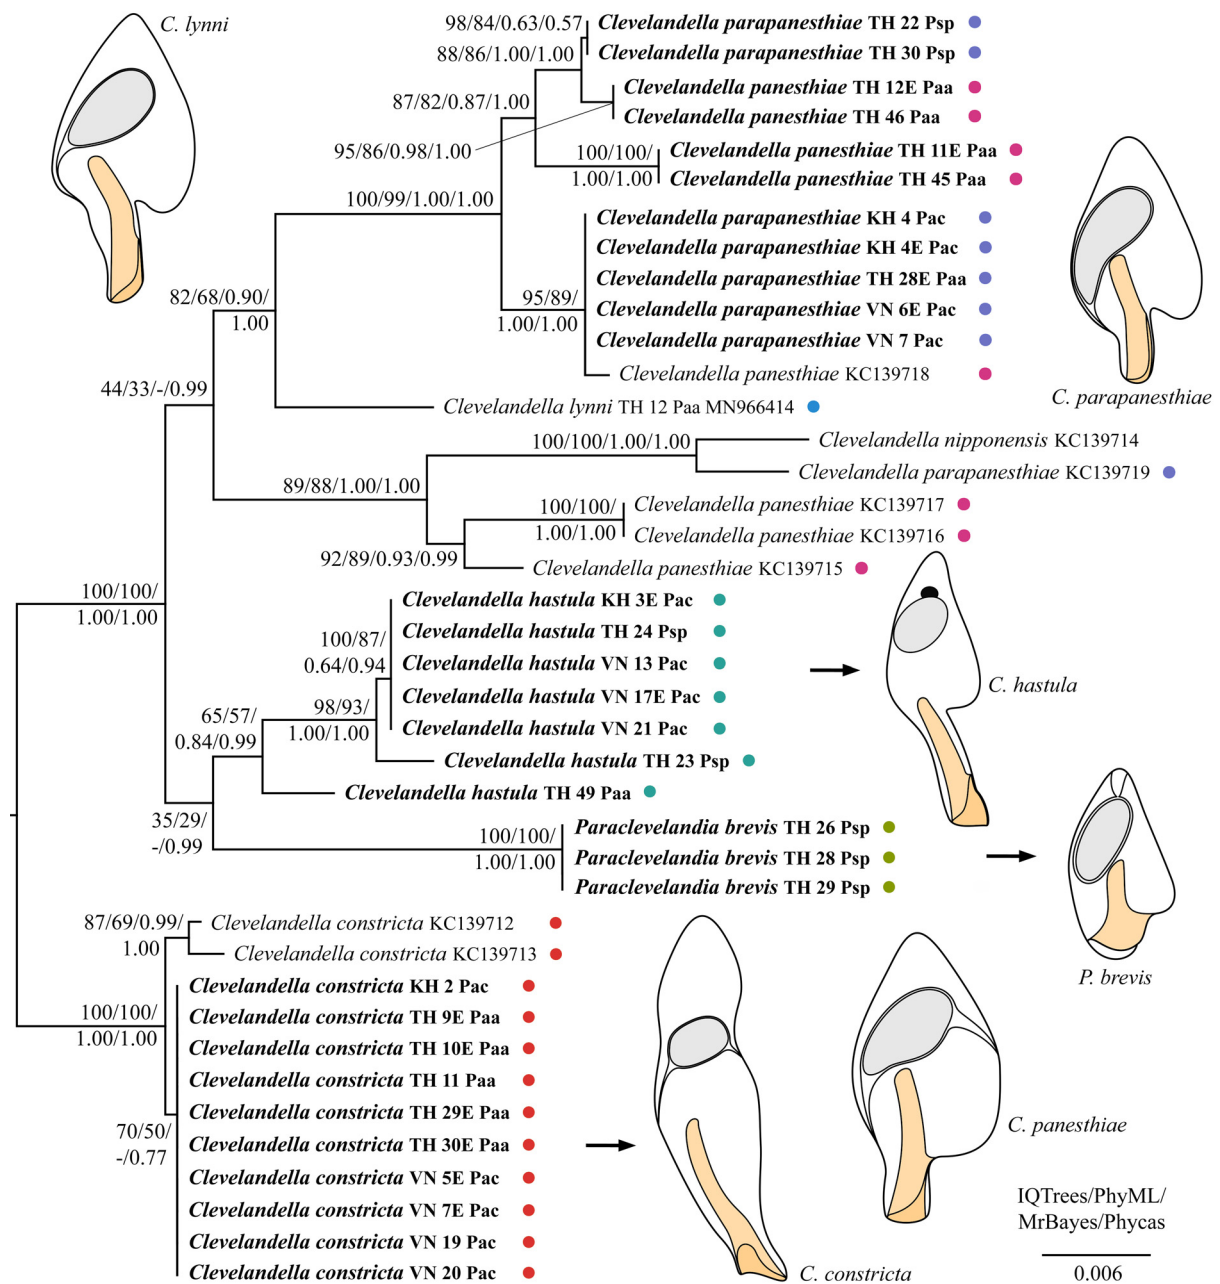 C. lynni
98/84/0.63/0.57
Clevelandella parapanesthiae TH 22 Psp
Clevelandella parapanesthiae TH 30 Psp
88/86/1.00/1.00
Clevelandella panesthiae TH 12E Paa
87/82/0.87/1.00
Clevelandella panesthiae TH 46 Paa
95/86/0.98/1.00
100/100/
1.00/1.00
Clevelandella panesthiae TH 11E Paa
Clevelandella panesthiae TH 45 Paa
100/99/1.00/1.00
Clevelandella parapanesthiae KH 4 Pac
Clevelandella parapanesthiae KH 4E Pac
Clevelandella parapanesthiae TH 28E Paa
82/68/0.90/
1.00
95/89/
1.00/1.00
Clevelandella parapanesthiae VN 6E Pac
Clevelandella parapanesthiae VN 7 Pac
Clevelandella panesthiae KC139718
44/33/-/0.99
C. parapanesthiae
Clevelandella lynni TH 12 Paa MN966414
100/100/1.00/1.00
Clevelandella nipponensis KC139714
Clevelandella parapanesthiae KC139719
89/88/1.00/1.00
100/100/
1.00/1.00
Clevelandella panesthiae KC139717
Clevelandella panesthiae KC139716
92/89/0.93/0.99
Clevelandella panesthiae KC139715
100/100/
1.00/1.00
Clevelandella hastula KH 3E Pac
Clevelandella hastula TH 24 Psp
100/87/
0.64/0.94
Clevelandella hastula VN 13 Pac
C. hastula
Clevelandella hastula VN 17E Pac
65/57/
0.84/0.99
98/93/
1.00/1.00
Clevelandella hastula VN 21 Pac
Clevelandella hastula TH 23 Psp
Clevelandella hastula TH 49 Paa
35/29/
-/0.99
100/100/
1.00/1.00
Paraclevelandia brevis TH 26 Psp
Paraclevelandia brevis TH 28 Psp
Paraclevelandia brevis TH 29 Psp
P. brevis
87/69/0.99/
1.00
Clevelandella constricta KC139712
Clevelandella constricta KC139713
Clevelandella constricta KH 2 Pac
100/100/
1.00/1.00
Clevelandella constricta TH 9E Paa
Clevelandella constricta TH 10E Paa
Clevelandella constricta TH 11 Paa
Clevelandella constricta TH 29E Paa
70/50/
-/0.77
Clevelandella constricta TH 30E Paa
Clevelandella constricta VN 5E Pac
Clevelandella constricta VN 7E Pac
Clevelandella constricta VN 19 Pac
Clevelandella constricta VN 20 Pac
C. constricta
C. panesthiae
IQTrees/PhyML/
MrBayes/Phycas
0.006